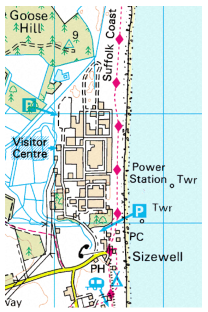 Goose
Hill
9
Suffolk Coast
P
Visitor
Centre
Power
Station
Twr
P
Twr
PC
Sizewell
PH
vay